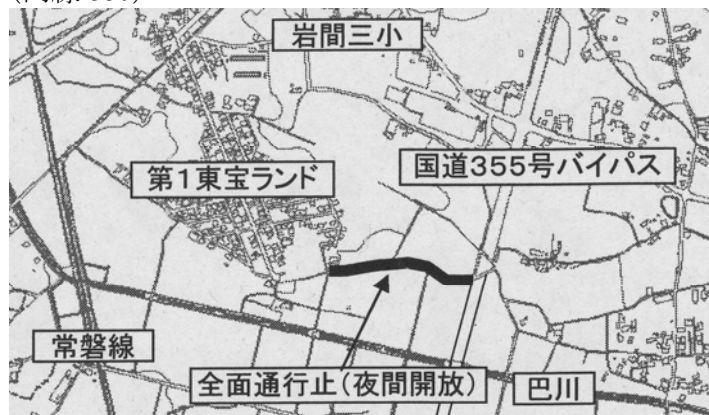 岩間三小
第1東宝ランド
国道355号バイパス
常磐線
全面通行止(夜間開放)
巴川